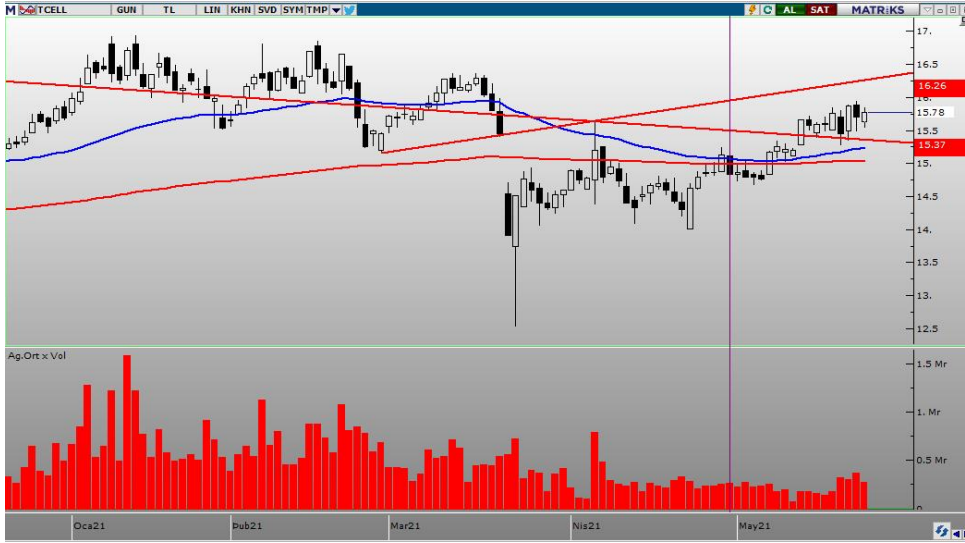 M TCELL GUN TL LIN KHN SVD SYM TMP AL SAT MATRiKS
17.
16.5
16.26
16.
15.78
15.5
15.37
15.
14.5
14.
13.5
13.
12.5
Ag.Ort x Vol
1.5 Mr
1. Mr
0.5 Mr
0
Oca21 Þub21 Mar21 Nis21 May21